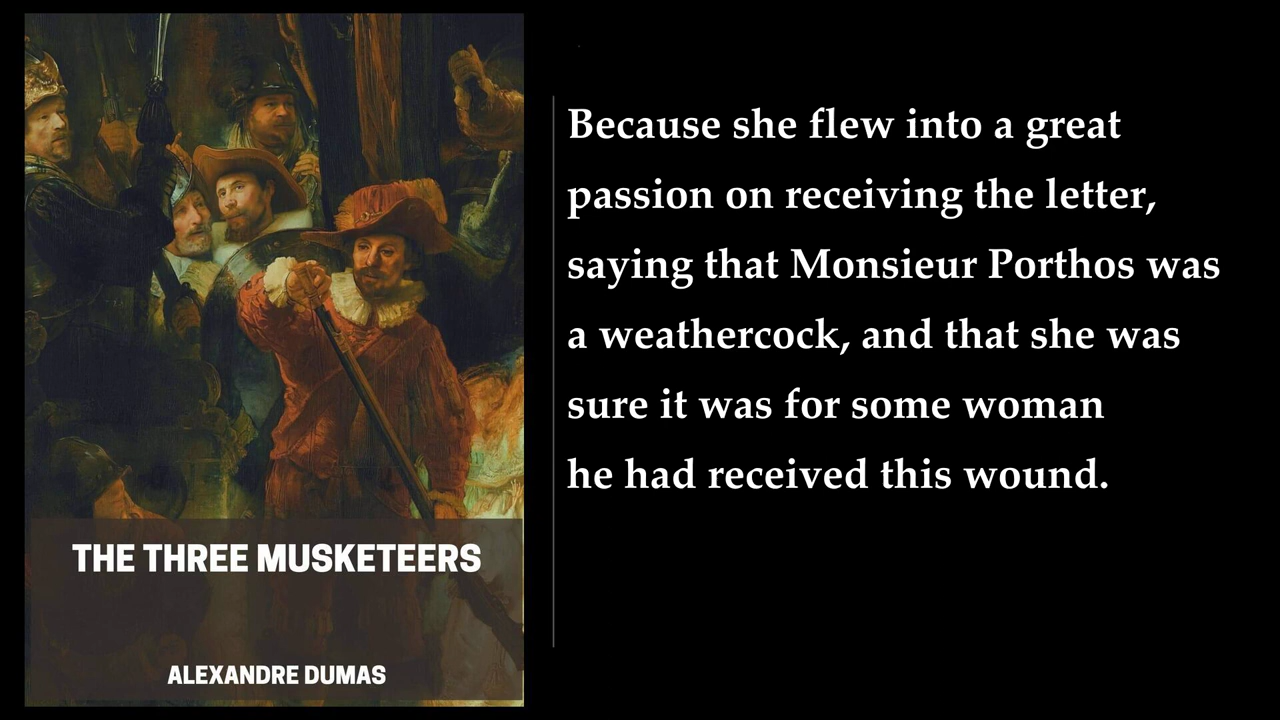 THE THREE MUSKETEERS
ALEXANDRE DUMAS
Because she flew into a great
passion on receiving the letter,
saying that Monsieur Porthos was
a weathercock, and that she was
sure it was for some woman
he had received this wound.